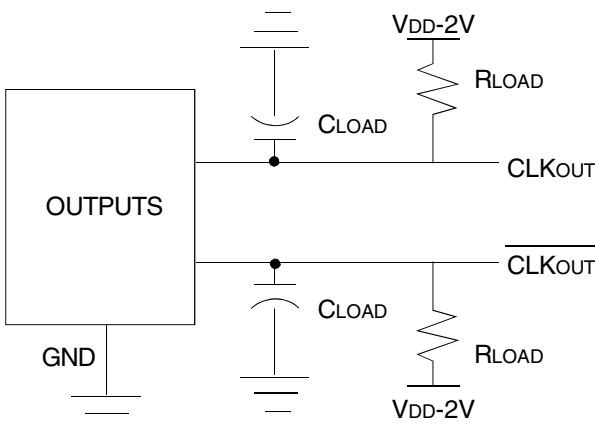 VDD-2V
RLOAD
CLOAD
CLKOUT
OUTPUTS
CLKOUT
CLOAD
GND
RLOAD
VDD-2V